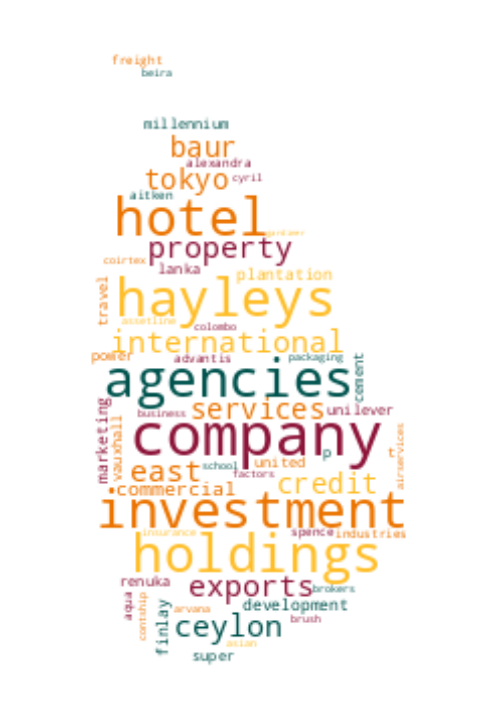 freight
beira
millennium
baur
alexandra
tokyo
cyril
aitken
hotel
gardiner
property
coirtex
lanka
plantation
travel
hayleys
assetline
colombo
international
power
advantis
packaging
agencies
cement
services
unilever
business
marketing
vauxhall
company
airservices
p
t
east
school
united
factors
credit
commercial
investment
insurance
spence
industries
holdings
renuka
exports
brokers
aqua
contship
finlay
arvana
development
ceylon
brush
asian
super